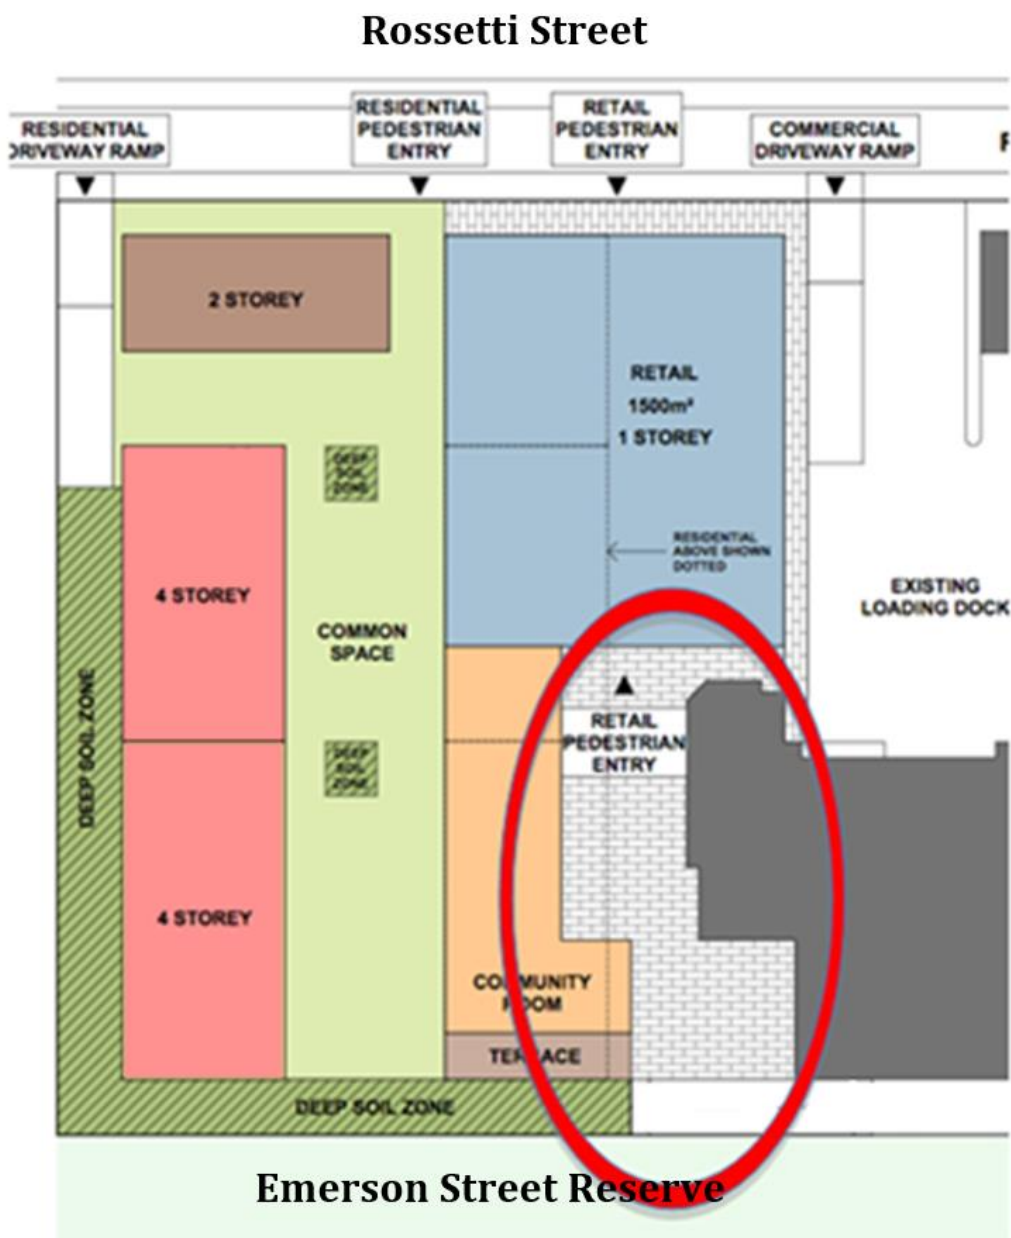 Rossetti Street
RESIDENTIAL
DRIVEWAY RAMP
RESIDENTIAL
PEDESTRIAN
ENTRY
RETAIL
PEDESTRIAN
ENTRY
COMMERCIAL
DRIVEWAY RAMP
2 STOREY
RETAIL
1500m²
1 STOREY
DEEP
SOIL
ZONE
RESIDENTIAL
ABOVE SHOWN
DOTTED
4 STOREY
EXISTING
LOADING DOCK
COMMON
SPACE
DEEP SOIL ZONE
RETAIL
PEDESTRIAN
ENTRY
DEEP
SOIL
ZONE
4 STOREY
COMMUNITY
ROOM
TERRACE
DEEP SOIL ZONE
Emerson Street Reserve